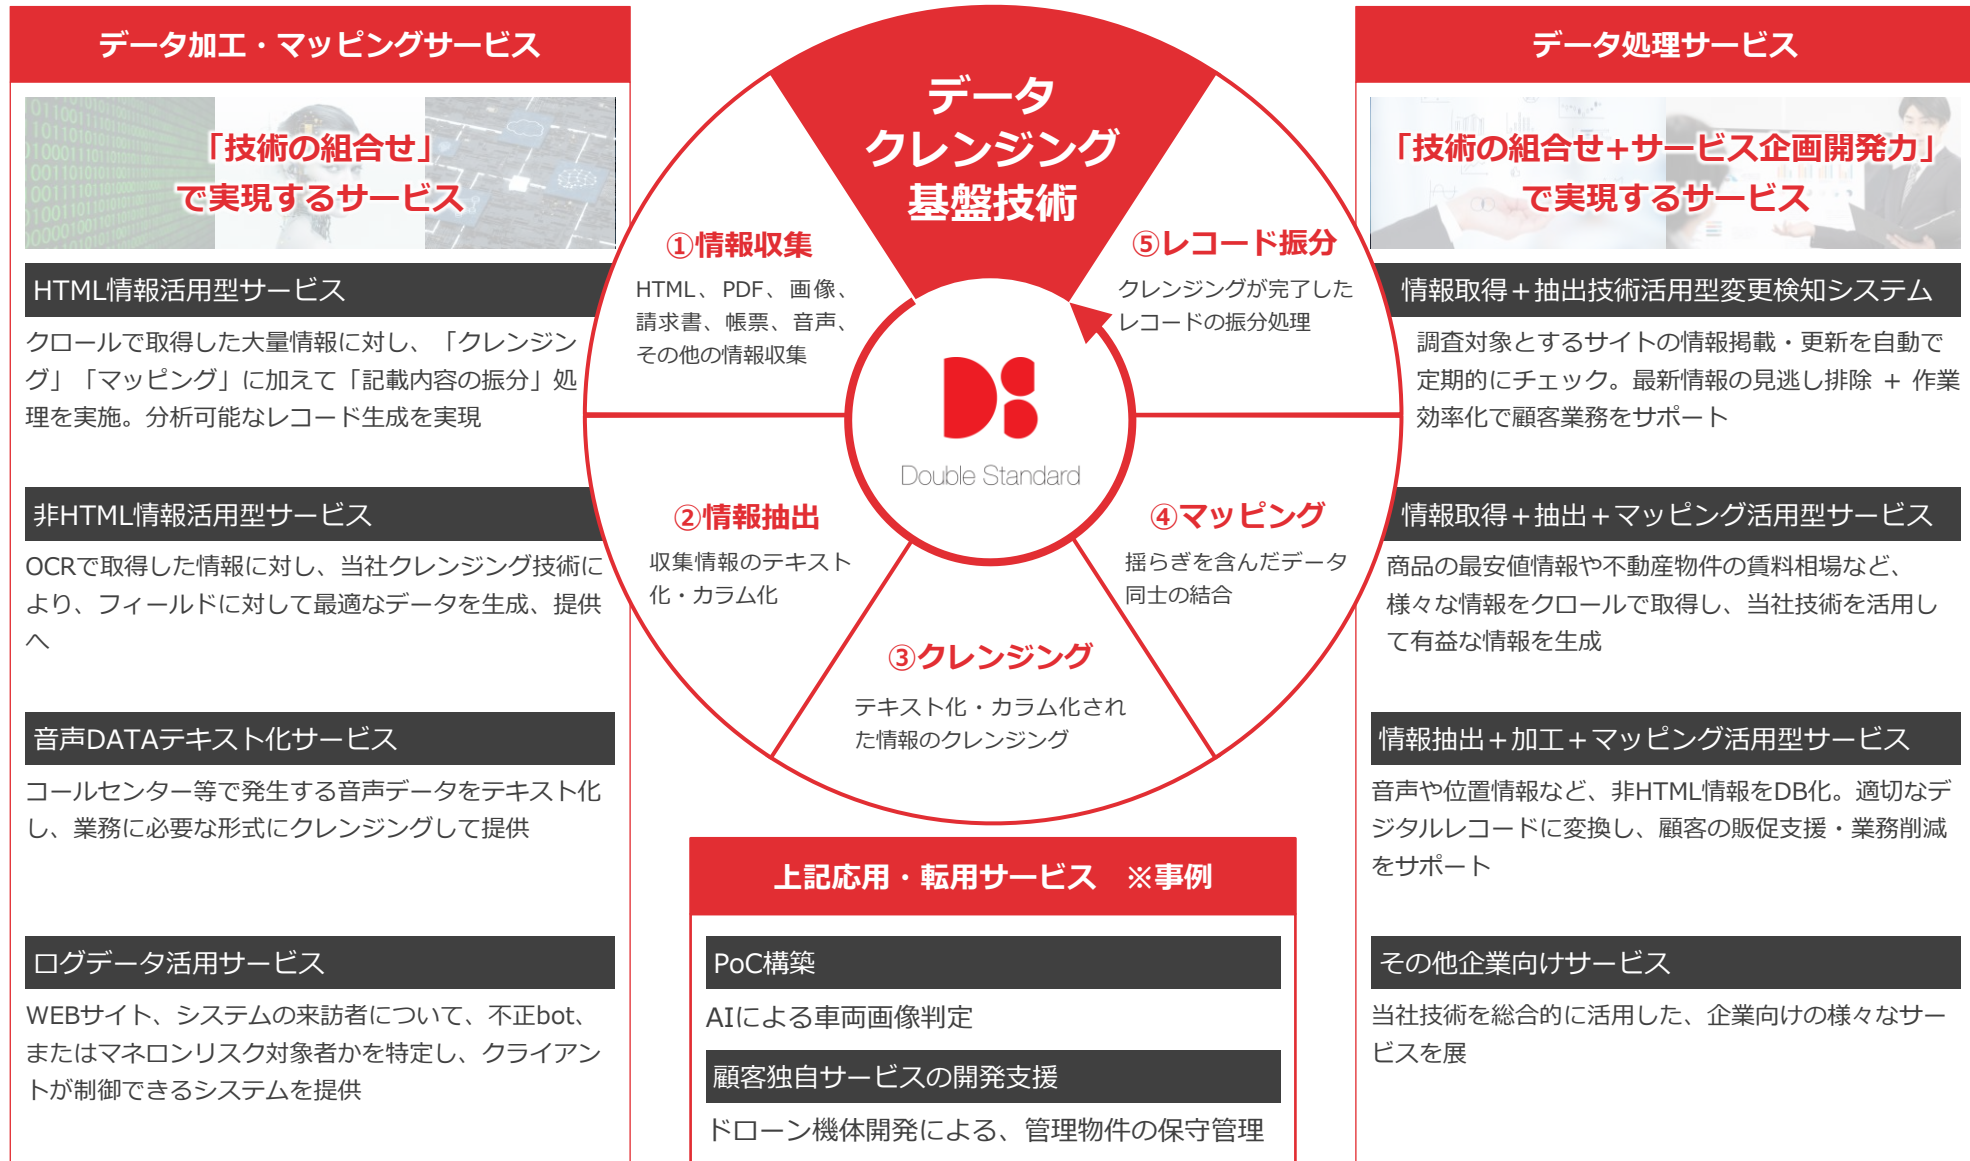 データ加工・マッピングサービス
「技術の組合せ」
で実現するサービス
HTML情報活用型サービス
クロールで取得した大量情報に対し、「クレンジン
グ」「マッピング」に加えて「記載内容の振分」処
理を実施。分析可能なレコード生成を実現
非HTML情報活用型サービス
OCRで取得した情報に対し、当社クレンジング技術に
より、フィールドに対して最適なデータを生成、提供
へ
音声DATAテキスト化サービス
コールセンター等で発生する音声データをテキスト化
し、業務に必要な形式にクレンジングして提供
ログデータ活用サービス
WEBサイト、システムの来訪者について、不正bot、
またはマネロンリスク対象者かを特定し、クライアン
トが制御できるシステムを提供
データ
クレンジング
基盤技術
①情報収集
HTML、PDF、画像、
請求書、帳票、音声、
その他の情報収集
②情報抽出
収集情報のテキスト
化・カラム化
③クレンジング
テキスト化・カラム化され
た情報のクレンジング
④マッピング
揺らぎを含んだデータ
同士の結合
⑤レコード振分
クレンジングが完了した
レコードの振分処理
Double Standard
上記応用・転用サービス ※事例
PoC構築
AIによる車両画像判定
顧客独自サービスの開発支援
ドローン機体開発による、管理物件の保守管理
データ処理サービス
「技術の組合せ+サービス企画開発力」
で実現するサービス
情報取得＋抽出技術活用型変更検知システム
調査対象とするサイトの情報掲載・更新を自動で
定期的にチェック。最新情報の見逃し排除 + 作業
効率化で顧客業務をサポート
情報取得＋抽出＋マッピング活用型サービス
商品の最安値情報や不動産物件の賃料相場など、
様々な情報をクロールで取得し、当社技術を活用し
て有益な情報を生成
情報抽出＋加工＋マッピング活用型サービス
音声や位置情報など、非HTML情報をDB化。適切なデ
ジタルレコードに変換し、顧客の販促支援・業務削減
をサポート
その他企業向けサービス
当社技術を総合的に活用した、企業向けの様々なサー
ビスを展